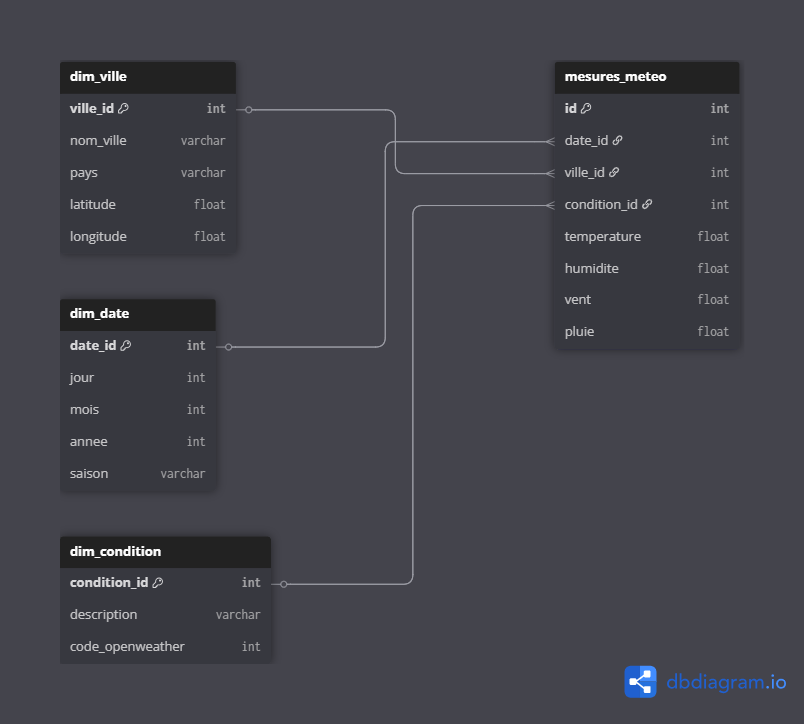 dim_ville
ville_id int
nom_ville varchar
pays varchar
latitude float
longitude float
dim_date
date_id int
jour int
mois int
annee int
saison varchar
dim_condition
condition_id int
description varchar
code_openweather int
mesures_meteo
id int
date_id int
ville_id int
condition_id int
temperature float
humidite float
vent float
pluie float
dbdiagram.io